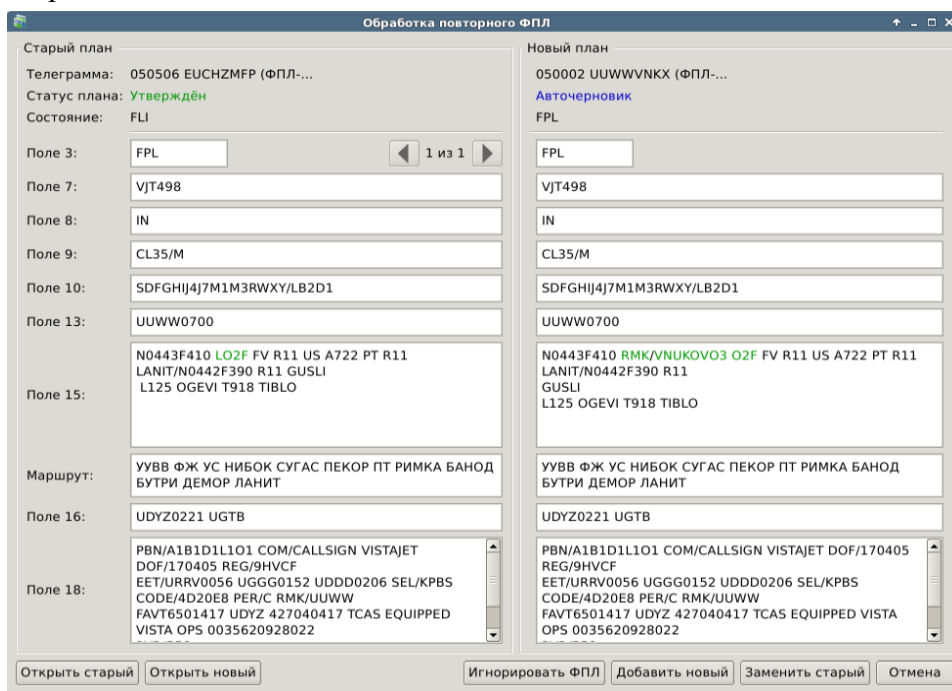 Обработка повторного ФПЛ
Старый план
Телеграмма: 050506 EUCHZMFP (ФПЛ-...
Статус плана: Утверждён
Состояние: FLI
Поле 3: FPL 1 из 1
Поле 7: VJT498
Поле 8: IN
Поле 9: CL35/M
Поле 10: SDFGHIJ4J7M1M3RWXY/LB2D1
Поле 13: UUWW0700
Поле 15:
N0443F410 LO2F FV R11 US A722 PT R11
LANIT/N0442F390 R11 GUSLI
L125 OGEVI T918 TIBLO
Маршрут:
УУВВ ФЖ УС НИБОК СУГАС ПЕКОР ПТ РИМКА БАНОД
БУТРИ ДЕМОР ЛАНИТ
Поле 16: UDYZ0221 UGTB
Поле 18:
PBN/A1B1D1L1O1 COM/CALLSIGN VISTAJET
DOF/170405 REG/9HVCF
EET/URRV0056 UGGG0152 UDDD0206 SEL/KPBS
CODE/4D20E8 PER/C RMK/UUWW
FAVT6501417 UDYZ 427040417 TCAS EQUIPPED
VISTA OPS 0035620928022
Новый план
050002 UUWWVNKX (ФПЛ-...
Авточерновик
FPL
FPL
VJT498
IN
CL35/M
SDFGHIJ4J7M1M3RWXY/LB2D1
UUWW0700
N0443F410 RMK/VNUKOVO3 O2F FV R11 US A722 PT R11
LANIT/N0442F390 R11
GUSLI
L125 OGEVI T918 TIBLO
УУВВ ФЖ УС НИБОК СУГАС ПЕКОР ПТ РИМКА БАНОД
БУТРИ ДЕМОР ЛАНИТ
UDYZ0221 UGTB
PBN/A1B1D1L1O1 COM/CALLSIGN VISTAJET DOF/170405
REG/9HVCF
EET/URRV0056 UGGG0152 UDDD0206 SEL/KPBS
CODE/4D20E8 PER/C RMK/UUWW
FAVT6501417 UDYZ 427040417 TCAS EQUIPPED VISTA
OPS 0035620928022
Открыть старый Открыть новый Игнорировать ФПЛ Добавить новый Заменить старый Отмена